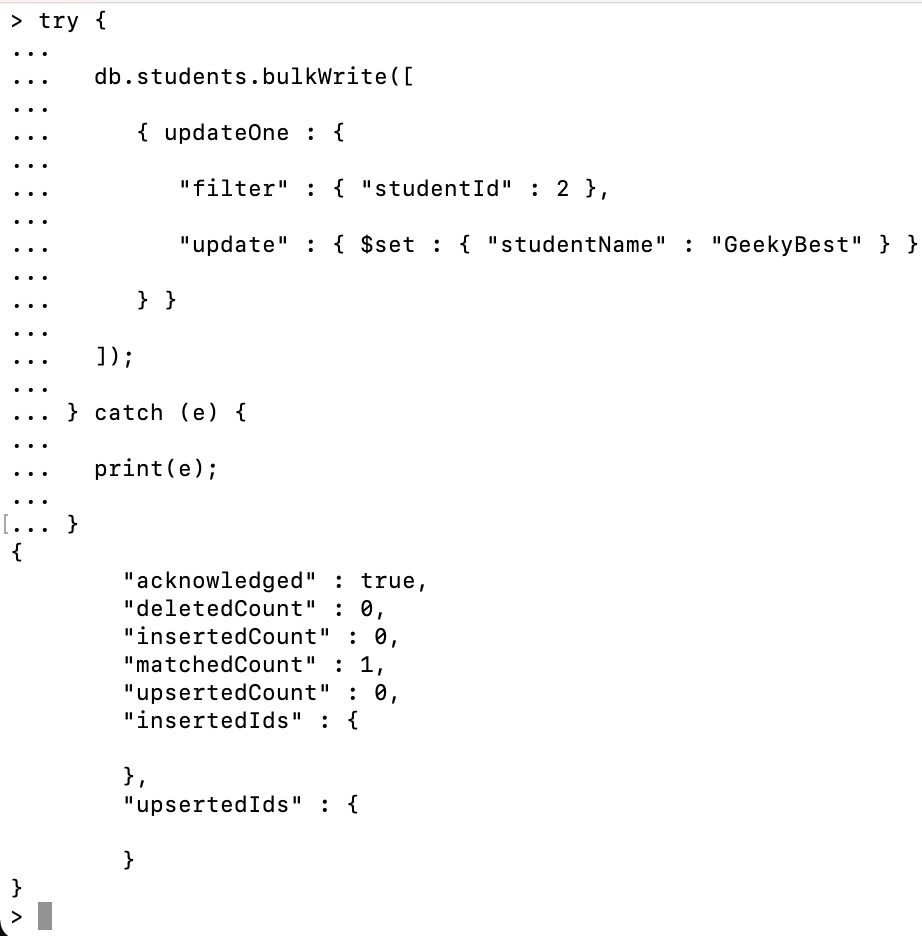 > try {
...
...   db.students.bulkWrite([
...
...      { updateOne : {
...
...         "filter" : { "studentId" : 2 },
...
...         "update" : { $set : { "studentName" : "GeekyBest" } }
...
...      } }
...
...   ]);
...
... } catch (e) {
...
...   print(e);
...
[... }
{
        "acknowledged" : true,
        "deletedCount" : 0,
        "insertedCount" : 0,
        "matchedCount" : 1,
        "upsertedCount" : 0,
        "insertedIds" : {

        },
        "upsertedIds" : {

        }
}
>